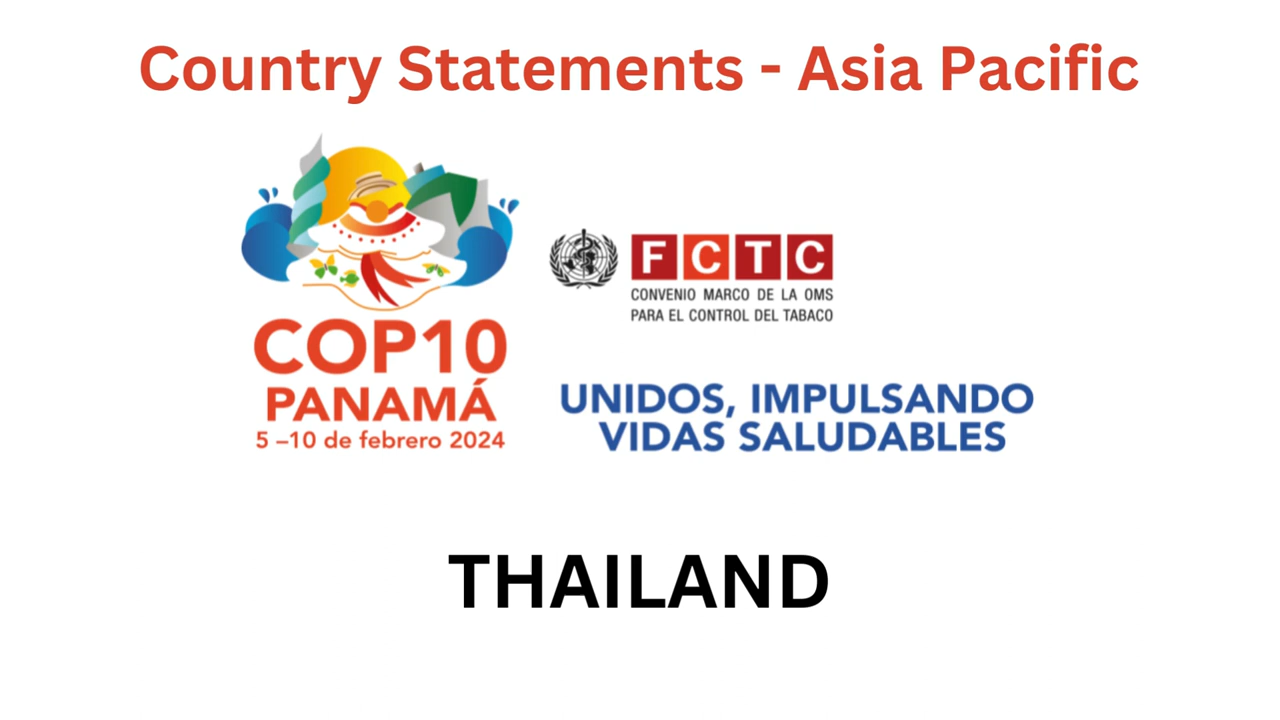 Country Statements - Asia Pacific
COP10
PANAMÁ
5 –10 de febrero 2024
FCTC
CONVENIO MARCO DE LA OMS
PARA EL CONTROL DEL TABACO
UNIDOS, IMPULSANDO
VIDAS SALUDABLES
THAILAND